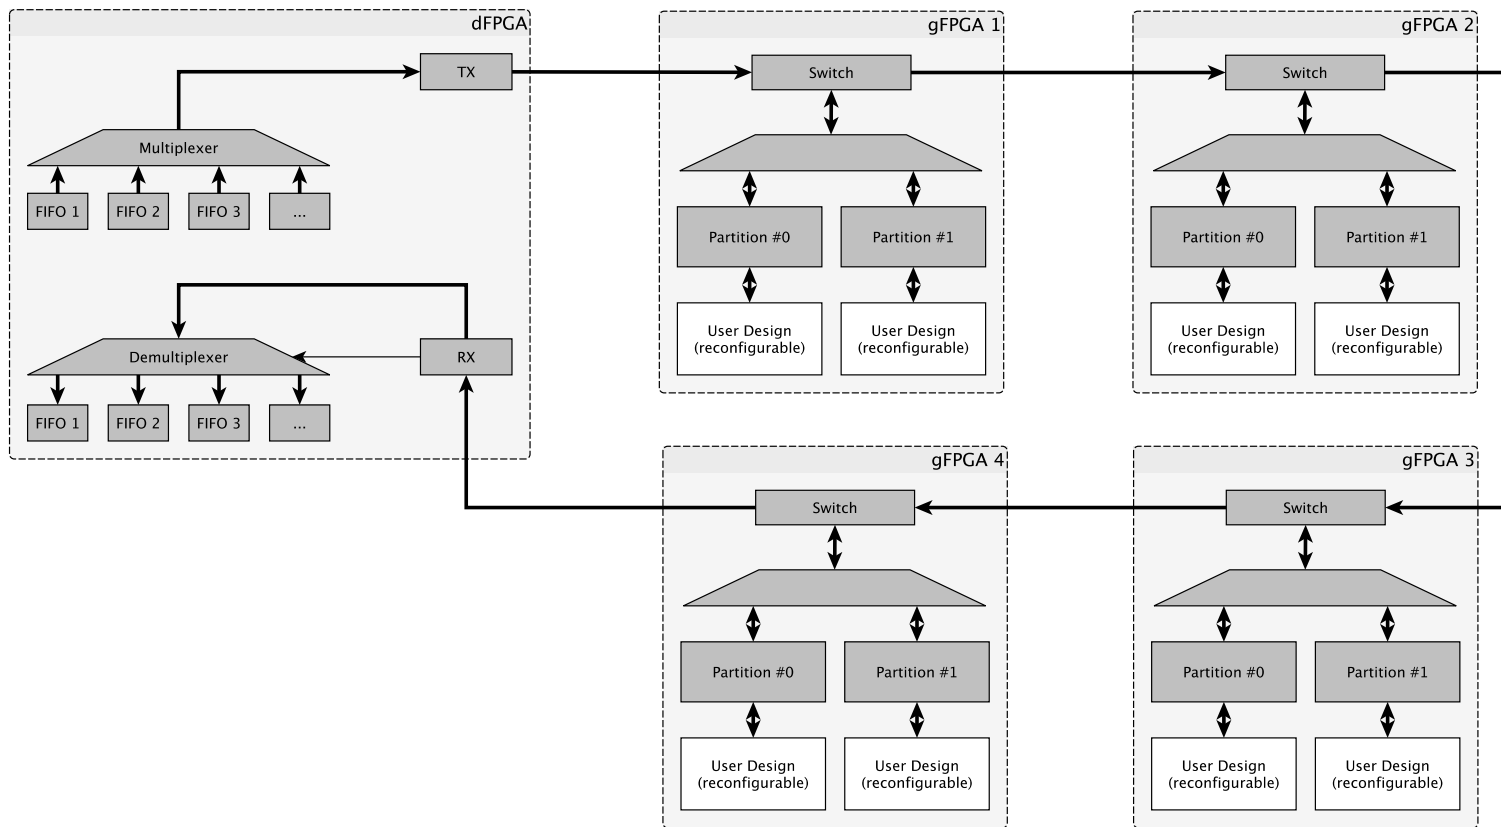 dFPGA
TX
Multiplexer
FIFO 1
FIFO 2
FIFO 3
...
Demultiplexer
RX
FIFO 1
FIFO 2
FIFO 3
...
gFPGA 1
Switch
Partition #0
Partition #1
User Design
(reconfigurable)
User Design
(reconfigurable)
gFPGA 2
Switch
Partition #0
Partition #1
User Design
(reconfigurable)
User Design
(reconfigurable)
gFPGA 4
Switch
Partition #0
Partition #1
User Design
(reconfigurable)
User Design
(reconfigurable)
gFPGA 3
Switch
Partition #0
Partition #1
User Design
(reconfigurable)
User Design
(reconfigurable)